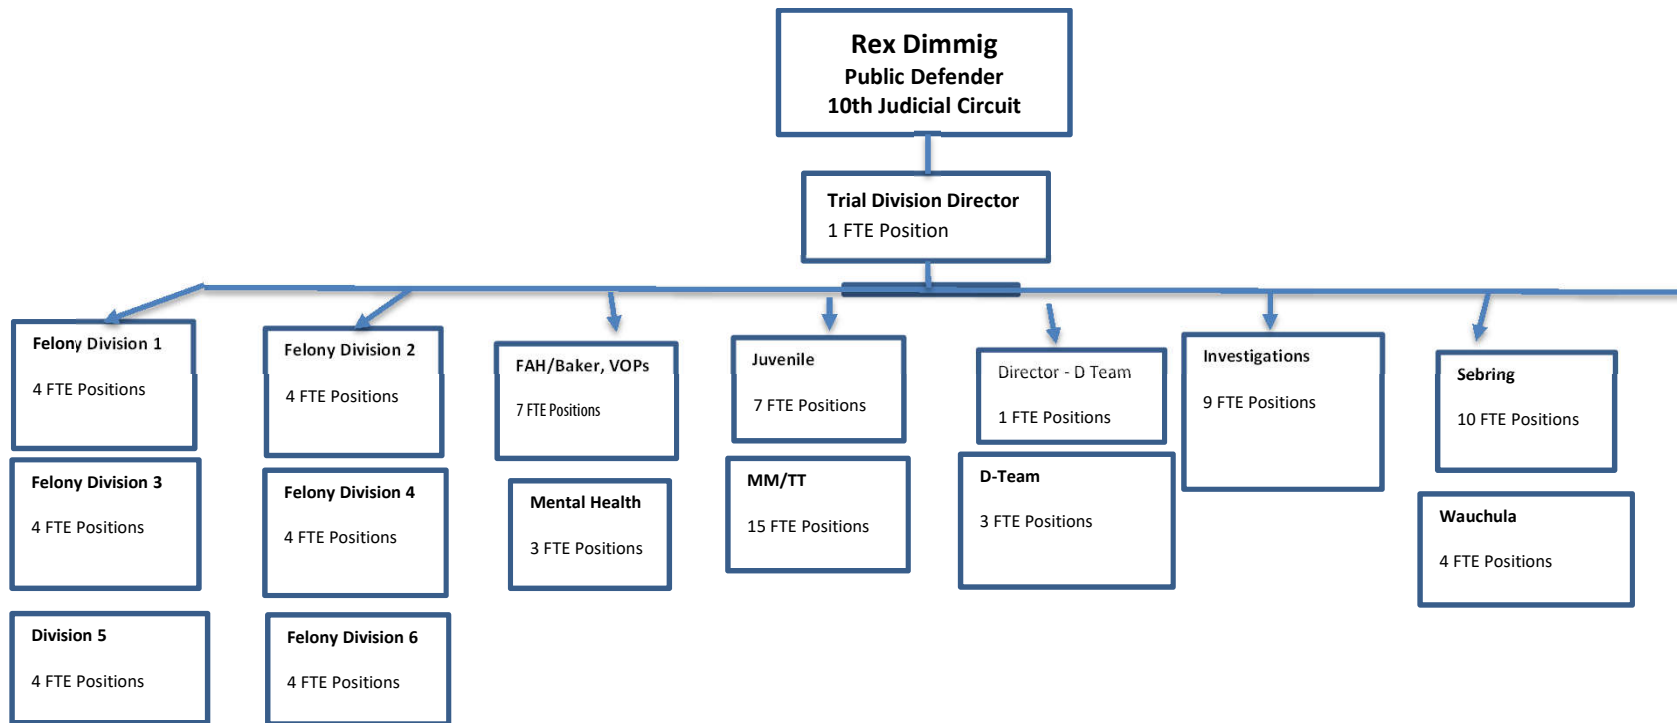 Rex Dimmig
Public Defender
10th Judicial Circuit
Trial Division Director
1 FTE Position
Felony Division 1
4 FTE Positions
Felony Division 2
4 FTE Positions
FAH/Baker, VOPs
7 FTE Positions
Juvenile
7 FTE Positions
Director - D Team
1 FTE Positions
Investigations
9 FTE Positions
Sebring
10 FTE Positions
Felony Division 3
4 FTE Positions
Felony Division 4
4 FTE Positions
Mental Health
3 FTE Positions
MM/TT
15 FTE Positions
D-Team
3 FTE Positions
Wauchula
4 FTE Positions
Division 5
4 FTE Positions
Felony Division 6
4 FTE Positions